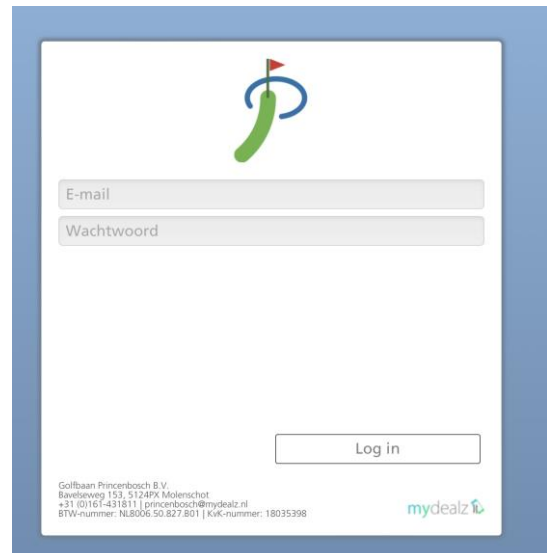 E-mail
Wachtwoord
Log in
Golfbaan Princenbosch B.V.
Bavelseweg 153, 5124PX Molenschot
+31 (0)161-431811 | princenbosch@mydealz.nl
BTW-nummer: NL8006.50.827.B01 | KvK-nummer: 18035398
mydealz